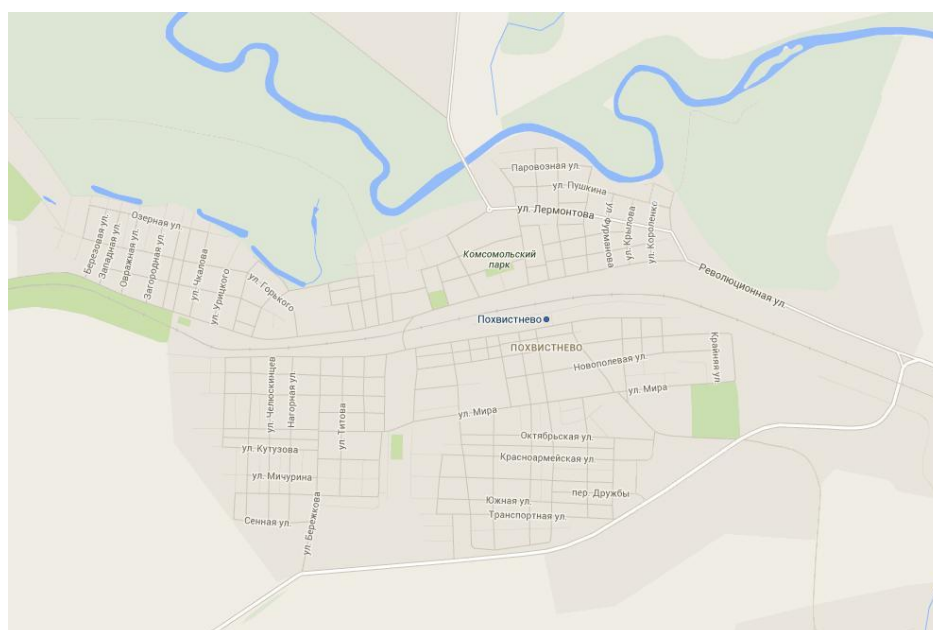 Паровозная ул.
ул. Пушкина
ул. Лермонтова
ул. Фурманова
ул. Крылова
ул. Короленко
Озерная ул.
Березовая ул.
Западная ул.
Овражная ул.
Загородная ул.
ул. Чкалова
ул. Урицкого
ул. Горького
Комсомольский
парк
Революционная ул.
Похвистнево
ПОХВИСТНЕВО
Новополевая ул.
Крайняя ул.
ул. Мира
ул. Мира
ул. Челюскинцев
Нагорная ул.
ул. Титова
Октябрьская ул.
ул. Кутузова
Красноармейская ул.
ул. Мичурина
пер. Дружбы
Южная ул.
Транспортная ул.
Сенная ул.
ул. Бережкова